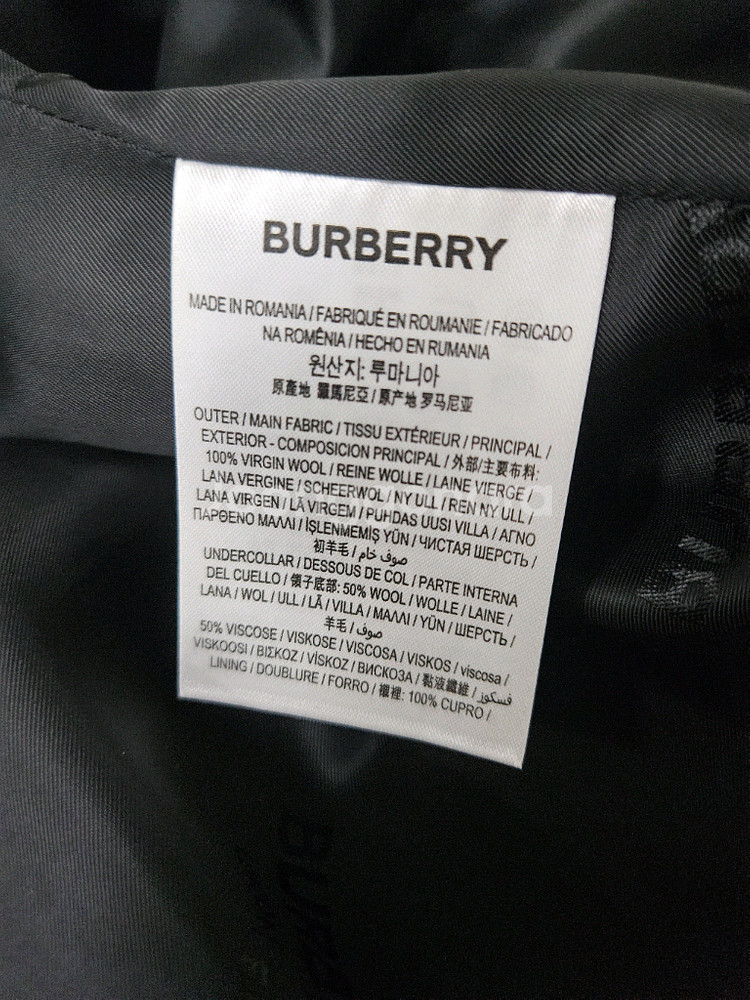 BURBERRY
MADE IN ROMANIA / FABRIQUÉ EN ROUMANIE / FABRICADO
NA ROMÊNIA / HECHO EN RUMANIA
원산지: 루마니아
原產地 羅馬尼亞 / 原产地 罗马尼亚
OUTER / MAIN FABRIC / TISSU EXTÉRIEUR / PRINCIPAL /
EXTERIOR - COMPOSICION PRINCIPAL / 外部/主要布料:
100% VIRGIN WOOL / REINE WOLLE / LAINE VIERGE /
LANA VERGINE / SCHEERWOL / NY ULL / REN NY ULL /
LANA VIRGEN / LÃ VIRGEM / PUHDAS UUSI VILLA / ΑΓΝΟ
ΠΑΡΘΕΝΟ ΜΑΛΛΙ / İŞLENMEMİŞ YÜN / ЧИСТАЯ ШЕРСТЬ /
初羊毛 / صوف خام /
UNDERCOLLAR / DESSOUS DE COL / PARTE INTERNA
DEL CUELLO / 領子底部: 50% WOOL / WOLLE / LAINE /
LANA / WOL / ULL / LÃ / VILLA / ΜΑΛΛΙ / YÜN / ШЕРСТЬ /
羊毛 / صوف /
50% VISCOSE / VISKOSE / VISCOSA / VISKOS / viscosa /
VISKOOSI / ΒΙΣΚΟΖ / VİSKOZ / ВИСКОЗА / 黏液纖維 / فسكوز /
LINING / DOUBLURE / FORRO / 襯裡: 100% CUPRO /